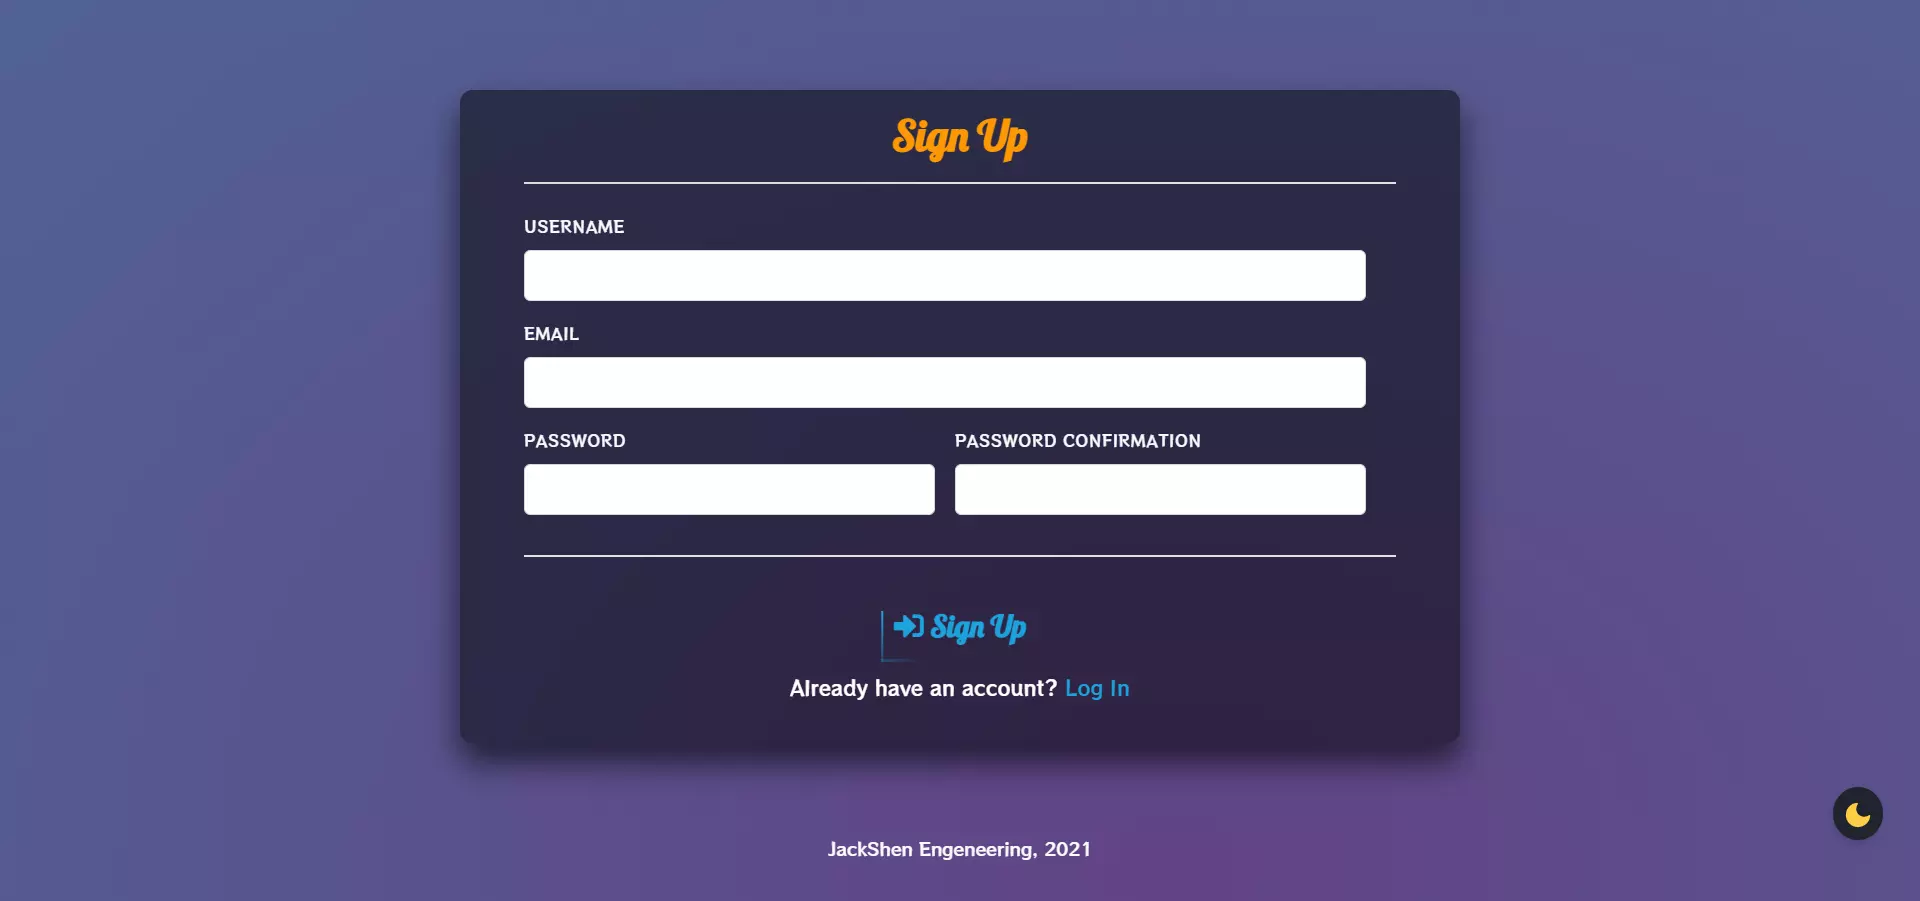 Sign Up
USERNAME
EMAIL
PASSWORD PASSWORD CONFIRMATION
Sign Up
Already have an account? Log In
JackShen Engeneering, 2021